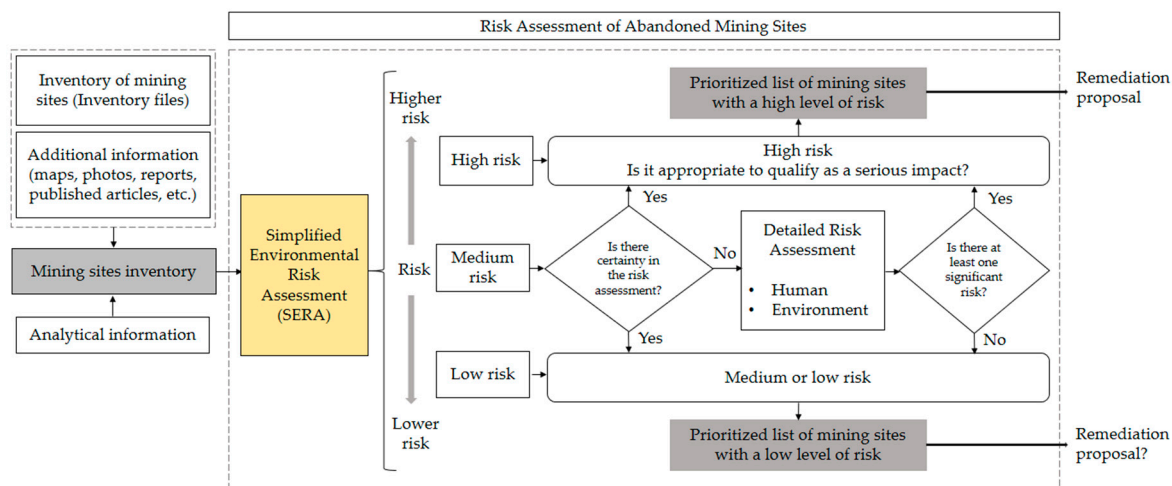 Risk Assessment of Abandoned Mining Sites
Inventory of mining
sites (Inventory files)
Additional information
(maps, photos, reports,
published articles, etc.)
Mining sites inventory
Analytical information
Simplified
Environmental
Risk
Assessment
(SERA)
Higher
risk
Risk
Lower
risk
High risk
Medium
risk
Low risk
Prioritized list of mining sites
with a high level of risk
Remediation
proposal
High risk
Is it appropriate to qualify as a serious impact?
Yes
Yes
Is there
certainty in
the risk
assessment?
No
Detailed Risk
Assessment
• Human
• Environment
Is there at
least one
significant
risk?
Yes
No
Medium or low risk
Prioritized list of mining sites
with a low level of risk
Remediation
proposal?